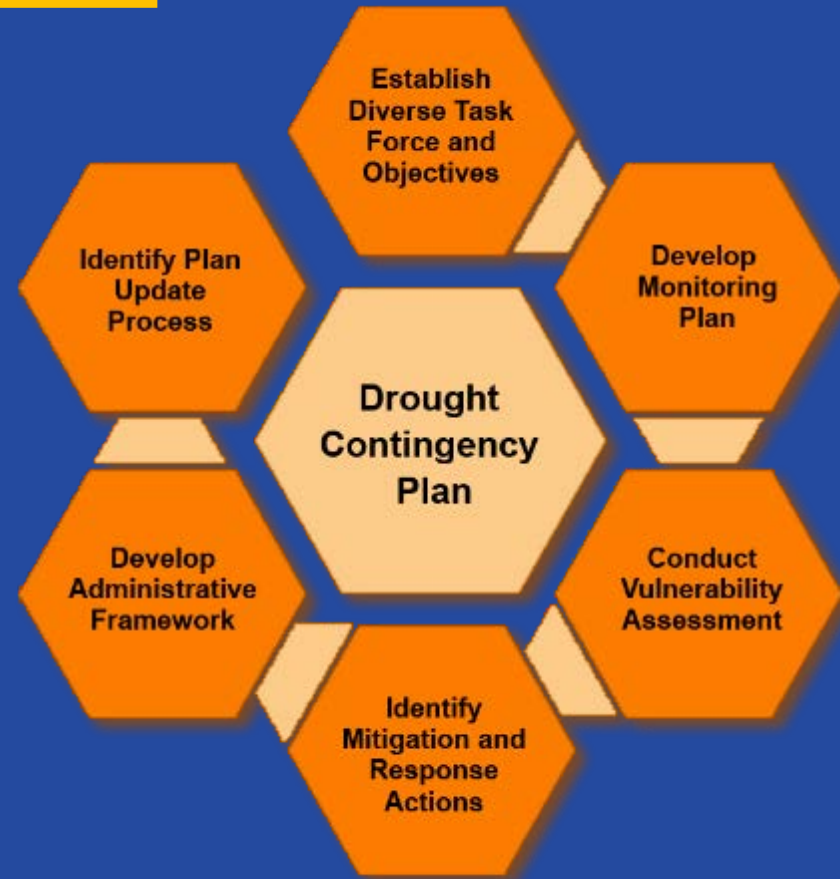 Establish
Diverse Task
Force and
Objectives
Develop
Monitoring
Plan
Conduct
Vulnerability
Assessment
Identify
Mitigation and
Response
Actions
Develop
Administrative
Framework
Identify Plan
Update
Process
Drought
Contingency
Plan